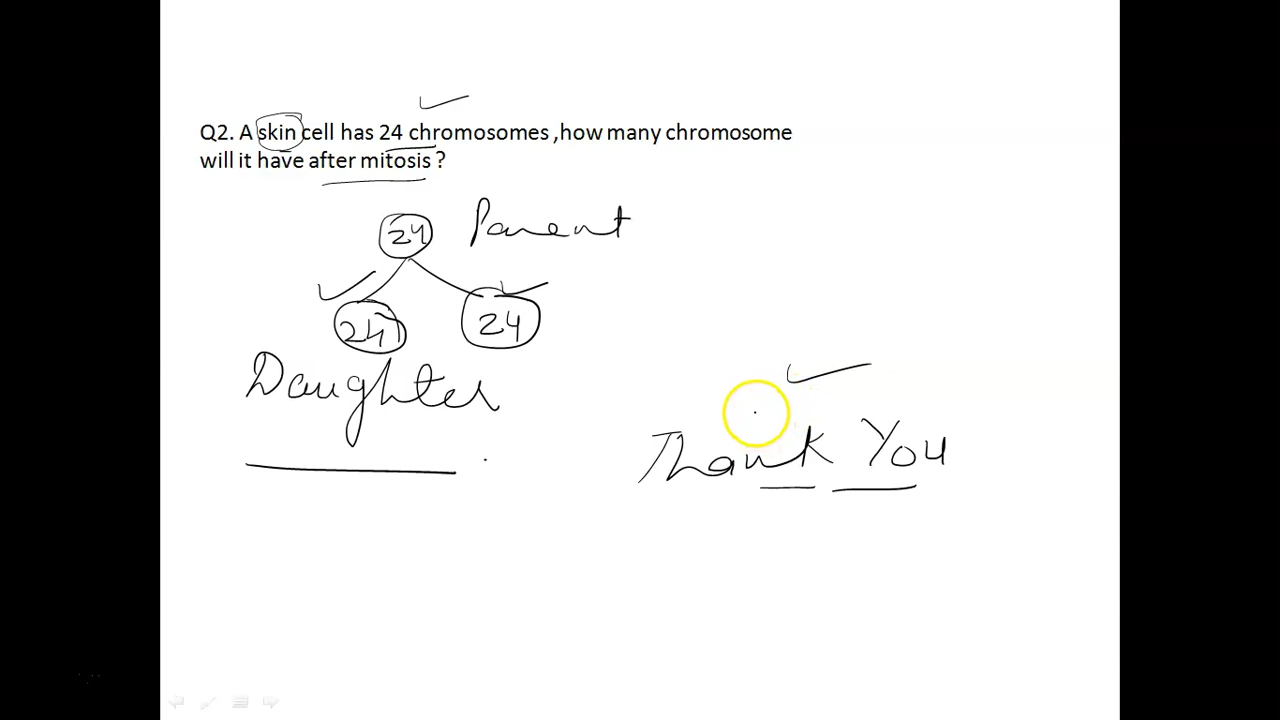 Q2. A skin cell has 24 chromosomes ,how many chromosome
will it have after mitosis ?
24 Parent
24 24
Daughter
Thank You